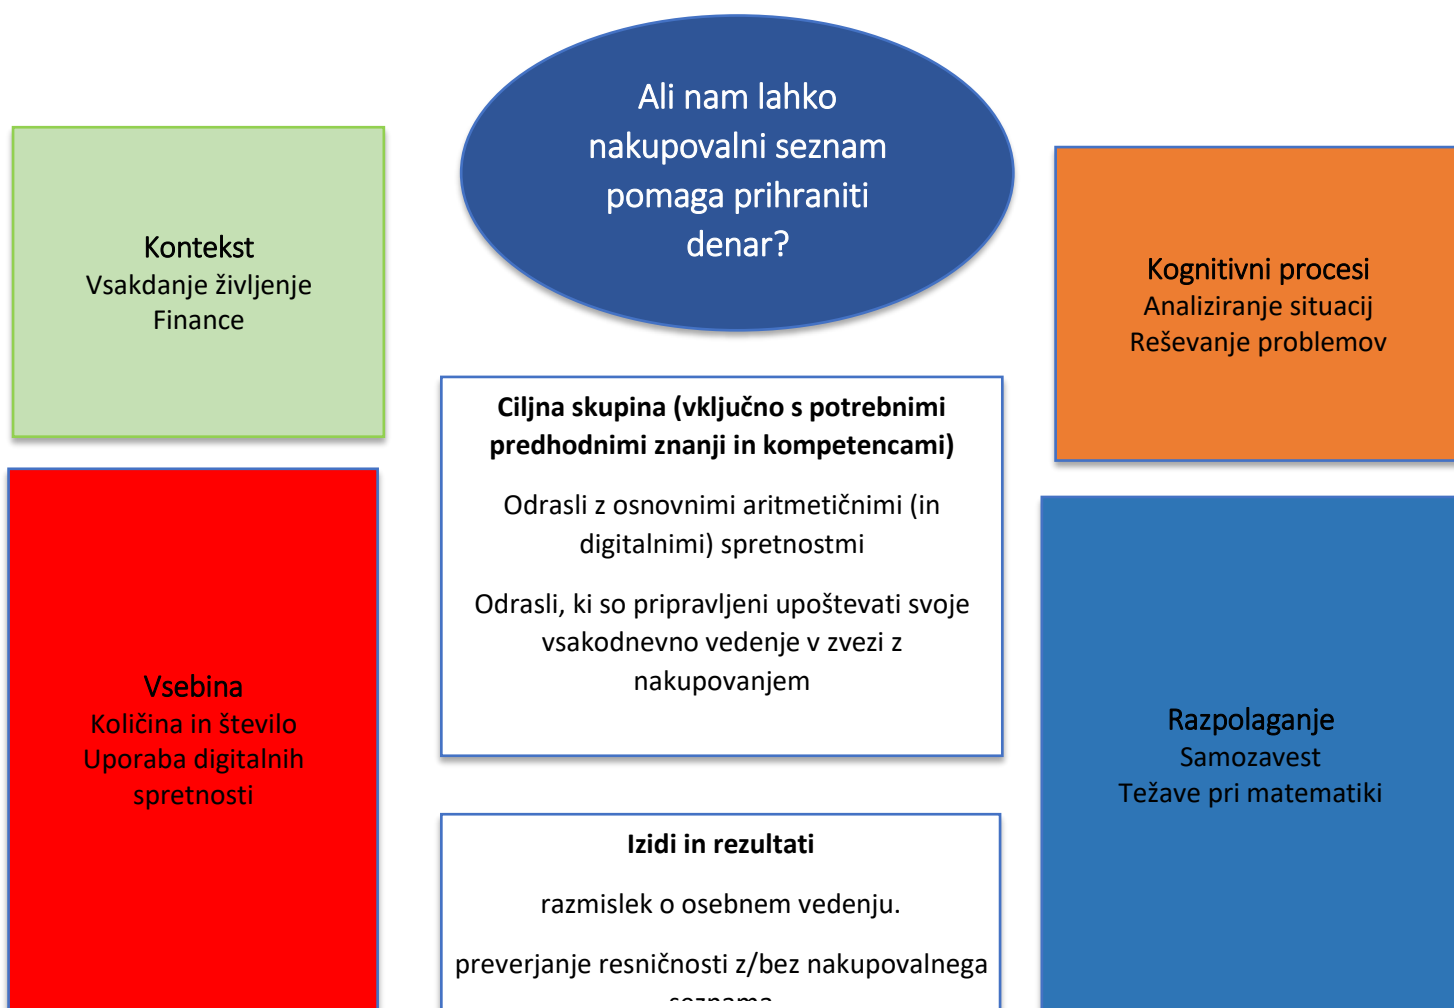 Ali nam lahko
nakupovalni seznam
pomaga prihraniti
denar?
Kontekst
Vsakdanje življenje
Finance
Kognitivni procesi
Analiziranje situacij
Reševanje problemov
Ciljna skupina (vključno s potrebnimi
predhodnimi znanji in kompetencami)
Odrasli z osnovnimi aritmetičnimi (in
digitalnimi) spretnostmi
Odrasli, ki so pripravljeni upoštevati svoje
vsakodnevno vedenje v zvezi z
nakupovanjem
Vsebina
Količina in število
Uporaba digitalnih
spretnosti
Razpolaganje
Samozavest
Težave pri matematiki
Izidi in rezultati
razmislek o osebnem vedenju.
preverjanje resničnosti z/bez nakupovalnega